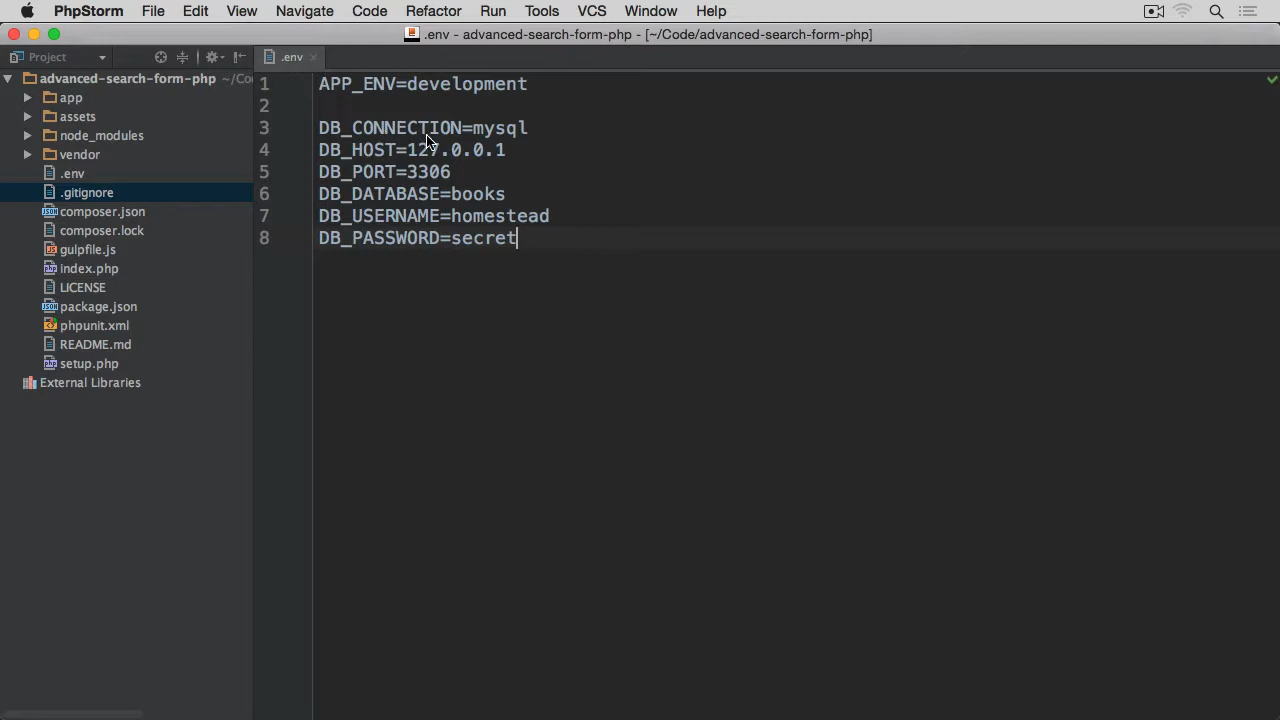 PhpStorm File Edit View Navigate Code Refactor Run Tools VCS Window Help
.env - advanced-search-form-php - [~/Code/advanced-search-form-php]
Project
.env
advanced-search-form-php ~/Co
app
assets
node_modules
vendor
.env
.gitignore
composer.json
composer.lock
gulpfile.js
index.php
LICENSE
package.json
phpunit.xml
README.md
setup.php
External Libraries
1 APP_ENV=development
2
3 DB_CONNECTION=mysql
4 DB_HOST=127.0.0.1
5 DB_PORT=3306
6 DB_DATABASE=books
7 DB_USERNAME=homestead
8 DB_PASSWORD=secret